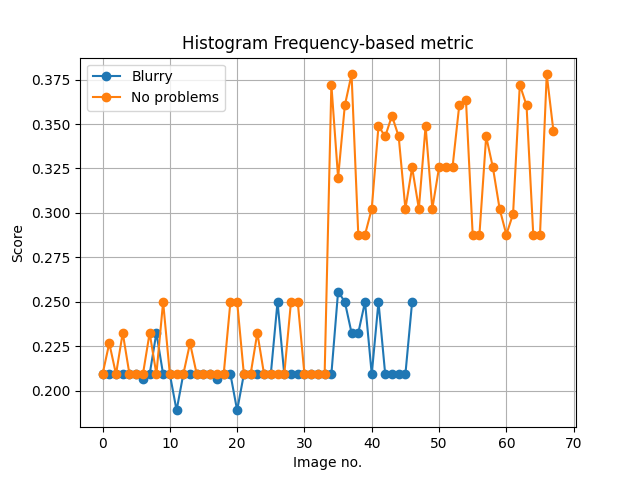 Histogram Frequency-based metric
Blurry
No problems
Score
0.375
0.350
0.325
0.300
0.275
0.250
0.225
0.200
0 10 20 30 40 50 60 70
Image no.